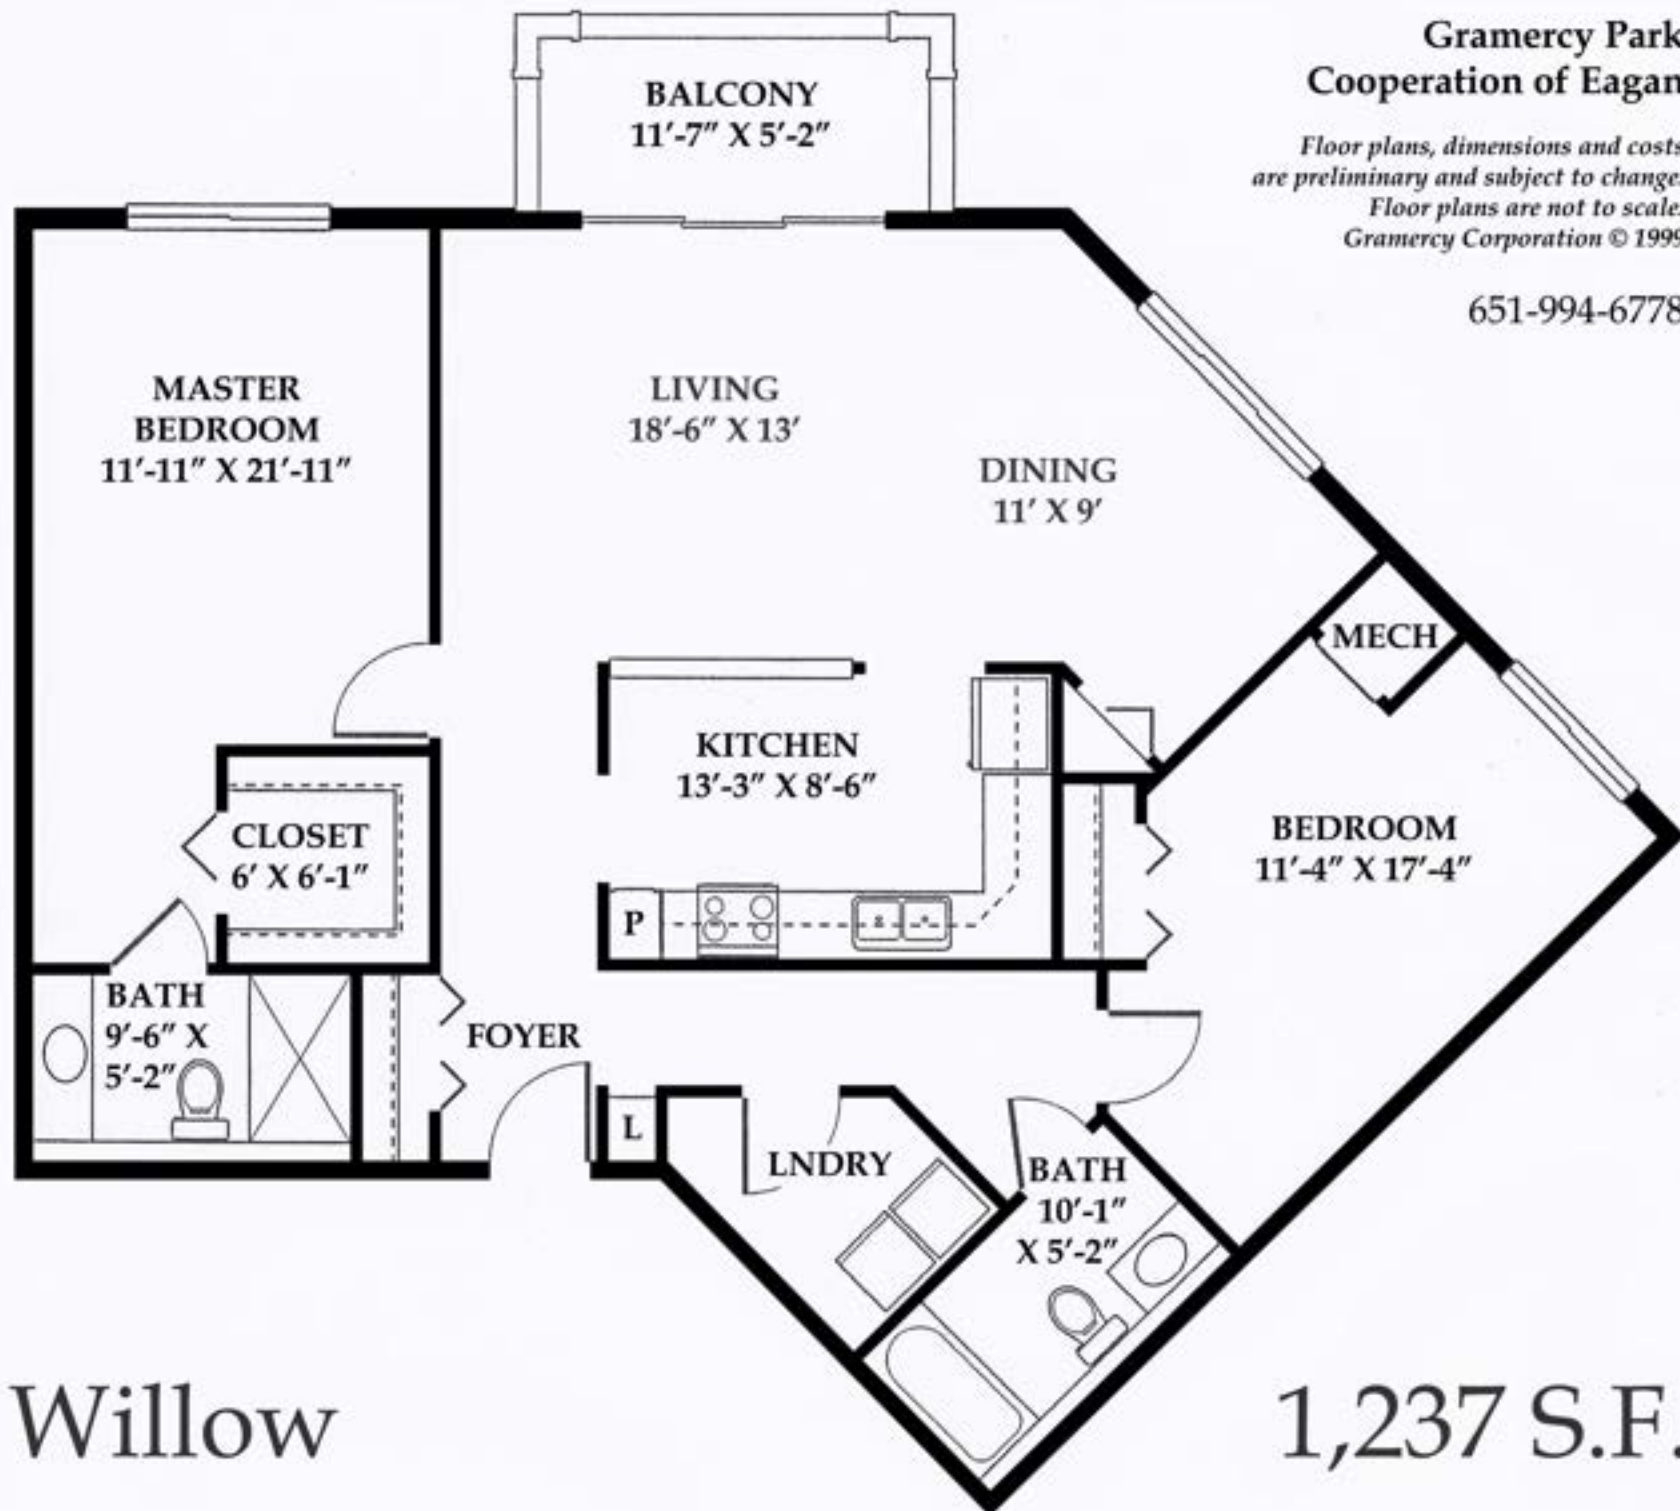 Gramercy Park
Cooperation of Eagan
Floor plans, dimensions and costs
are preliminary and subject to change.
Floor plans are not to scale.
Gramercy Corporation © 1999
651-994-6778
BALCONY
11'-7" X 5'-2"
MASTER
BEDROOM
11'-11" X 21'-11"
LIVING
18'-6" X 13'
DINING
11' X 9'
MECH
KITCHEN
13'-3" X 8'-6"
CLOSET
6' X 6'-1"
BEDROOM
11'-4" X 17'-4"
P
BATH
9'-6" X
5'-2"
FOYER
L
LNDRY
BATH
10'-1"
X 5'-2"
Willow
1,237 S.F.